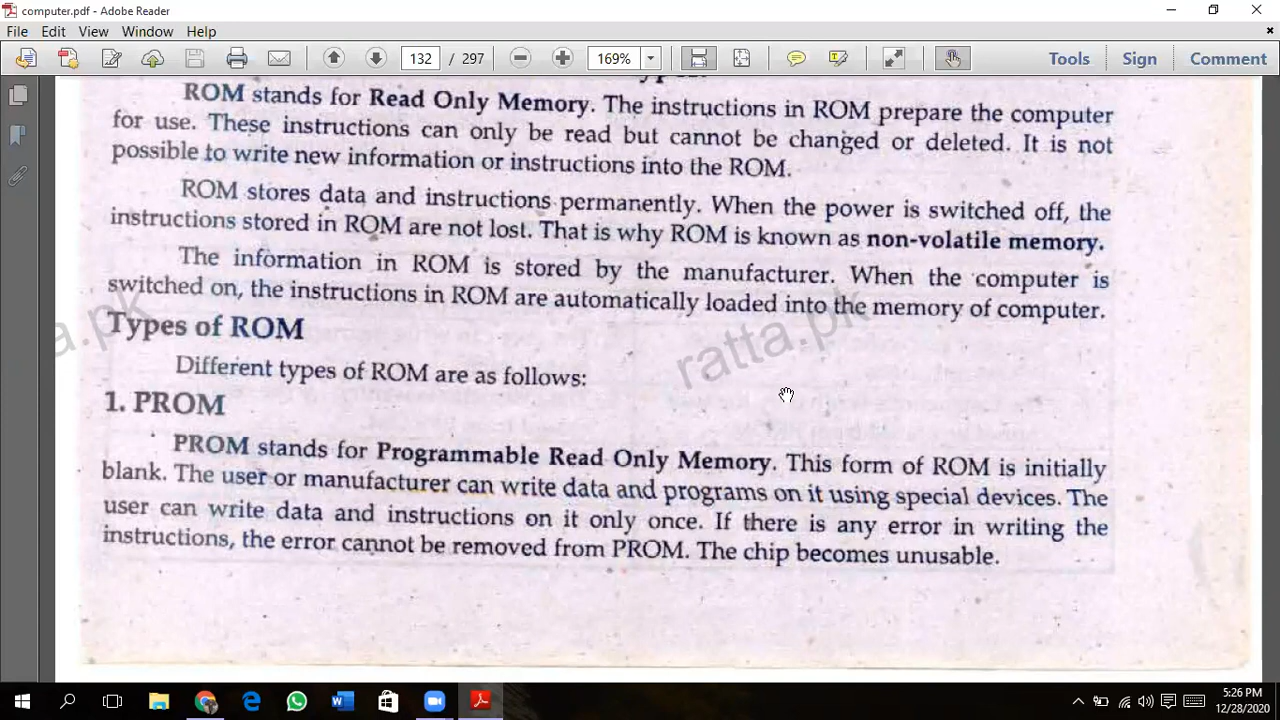 computer.pdf - Adobe Reader
File Edit View Window Help
132 / 297 169% Tools Sign Comment
ROM stands for Read Only Memory. The instructions in ROM prepare the computer
for use. These instructions can only be read but cannot be changed or deleted. It is not
possible to write new information or instructions into the ROM.
ROM stores data and instructions permanently. When the power is switched off, the
instructions stored in ROM are not lost. That is why ROM is known as non-volatile memory.
The information in ROM is stored by the manufacturer. When the computer is
switched on, the instructions in ROM are automatically loaded into the memory of computer.
a.pk
ratta.pk
Types of ROM
Different types of ROM are as follows:
1. PROM
PROM stands for Programmable Read Only Memory. This form of ROM is initially
blank. The user or manufacturer can write data and programs on it using special devices. The
user can write data and instructions on it only once. If there is any error in writing the
instructions, the error cannot be removed from PROM. The chip becomes unusable.
5:26 PM
12/28/2020